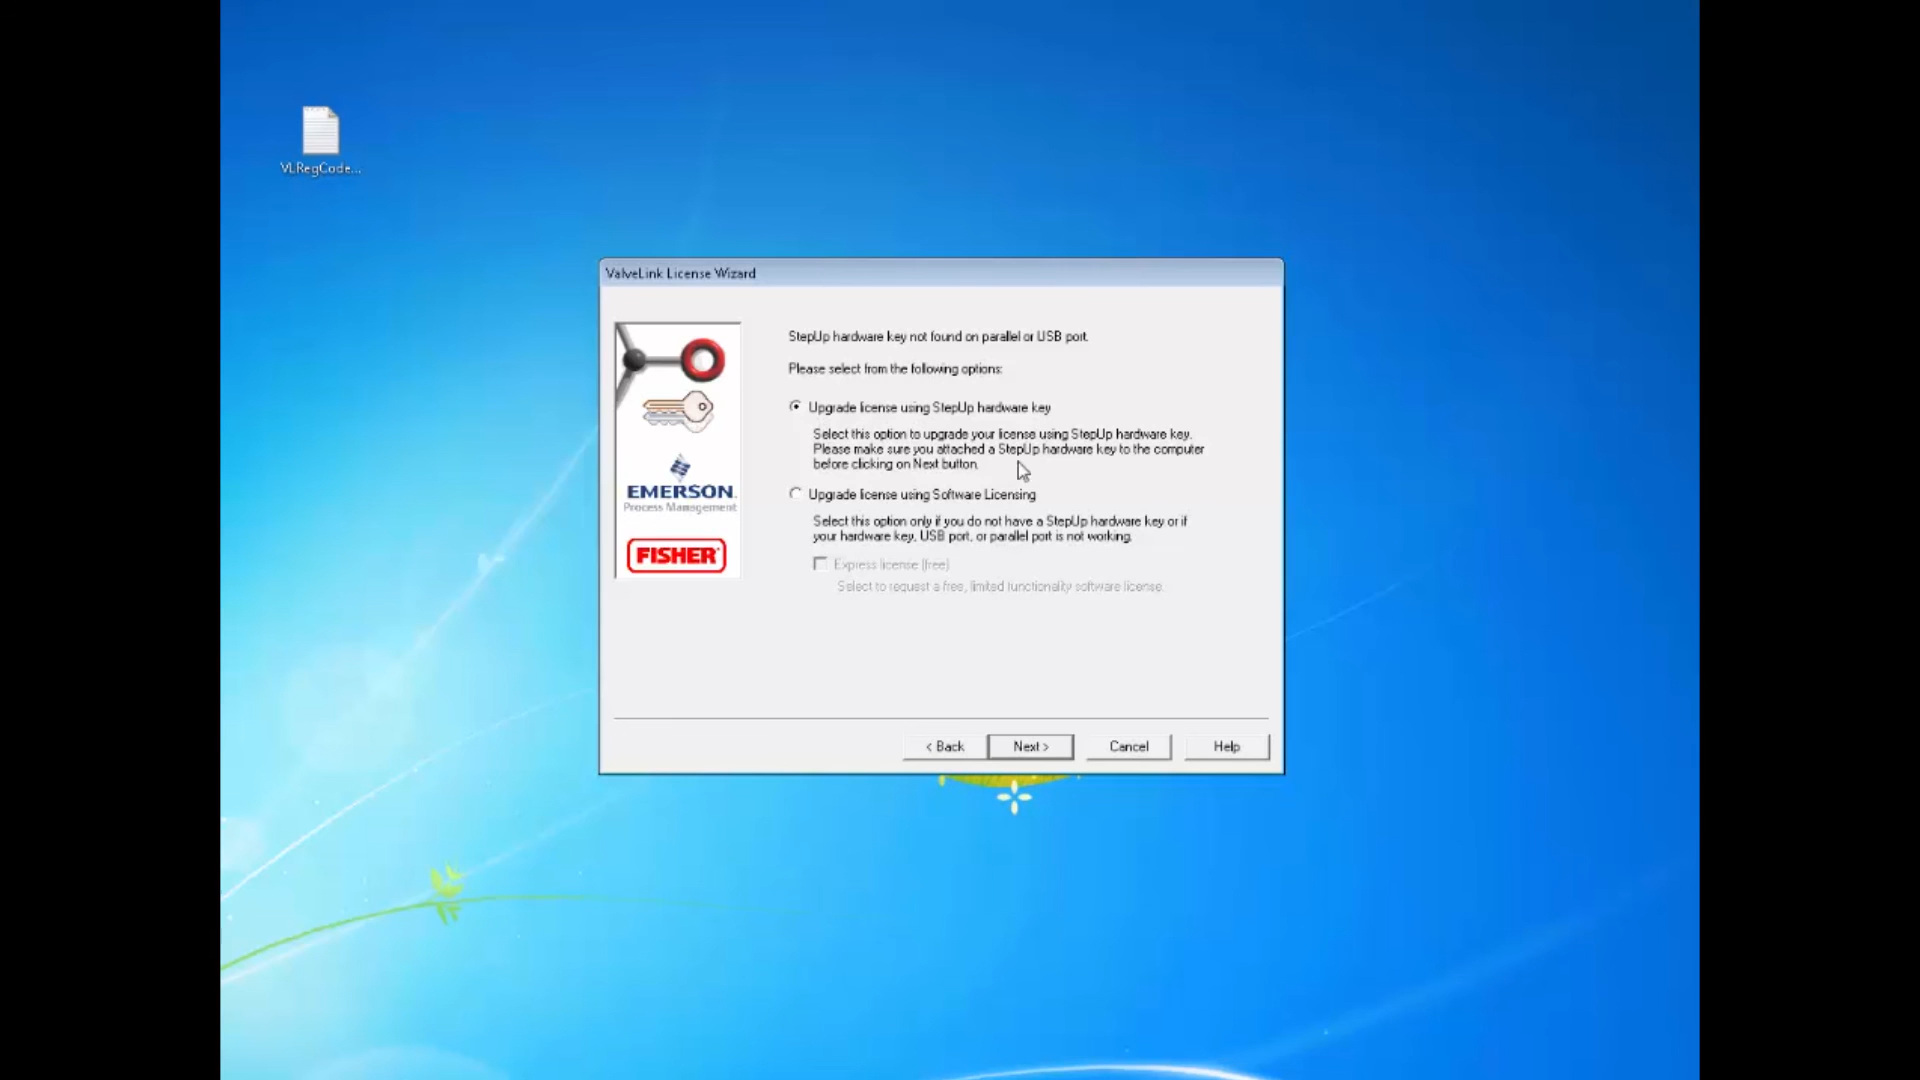 VLRegCode...
ValveLink License Wizard
StepUp hardware key not found on parallel or USB port.
Please select from the following options:
Upgrade license using StepUp hardware key
Select this option to upgrade your license using StepUp hardware key.
Please make sure you attached a StepUp hardware key to the computer
before clicking on Next button.
EMERSON.
Process Management
Upgrade license using Software Licensing
Select this option only if you do not have a StepUp hardware key or if
your hardware key, USB port, or parallel port is not working.
FISHER
Express license (free)
Select to request a free, limited functionality software license.
< Back
Next >
Cancel
Help